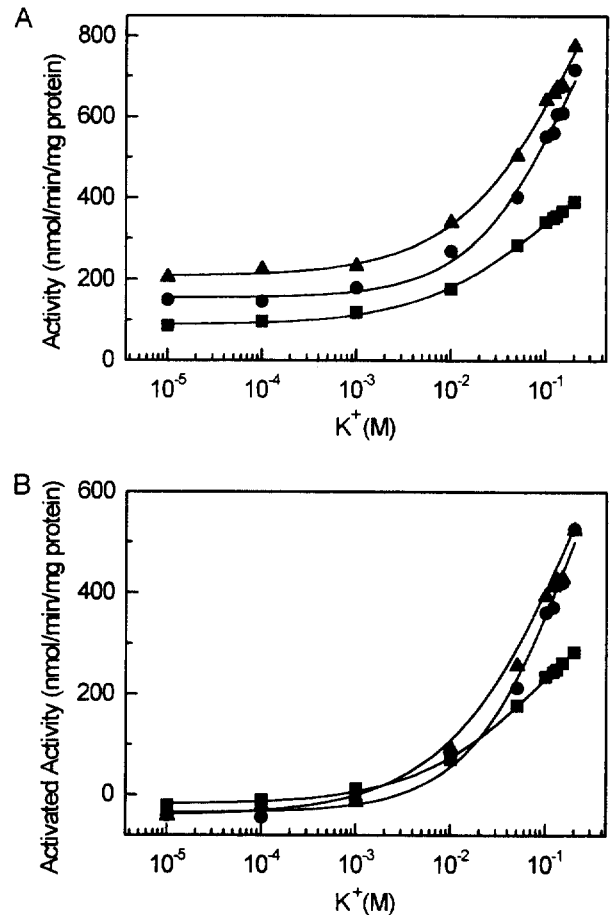 A
Activity (nmol/min/mg protein)
800
600
400
200
0
10⁻⁵ 10⁻⁴ 10⁻³ 10⁻² 10⁻¹
K⁺(M)
B
Activated Activity (nmol/min/mg protein)
600
400
200
0
10⁻⁵ 10⁻⁴ 10⁻³ 10⁻² 10⁻¹
K⁺(M)